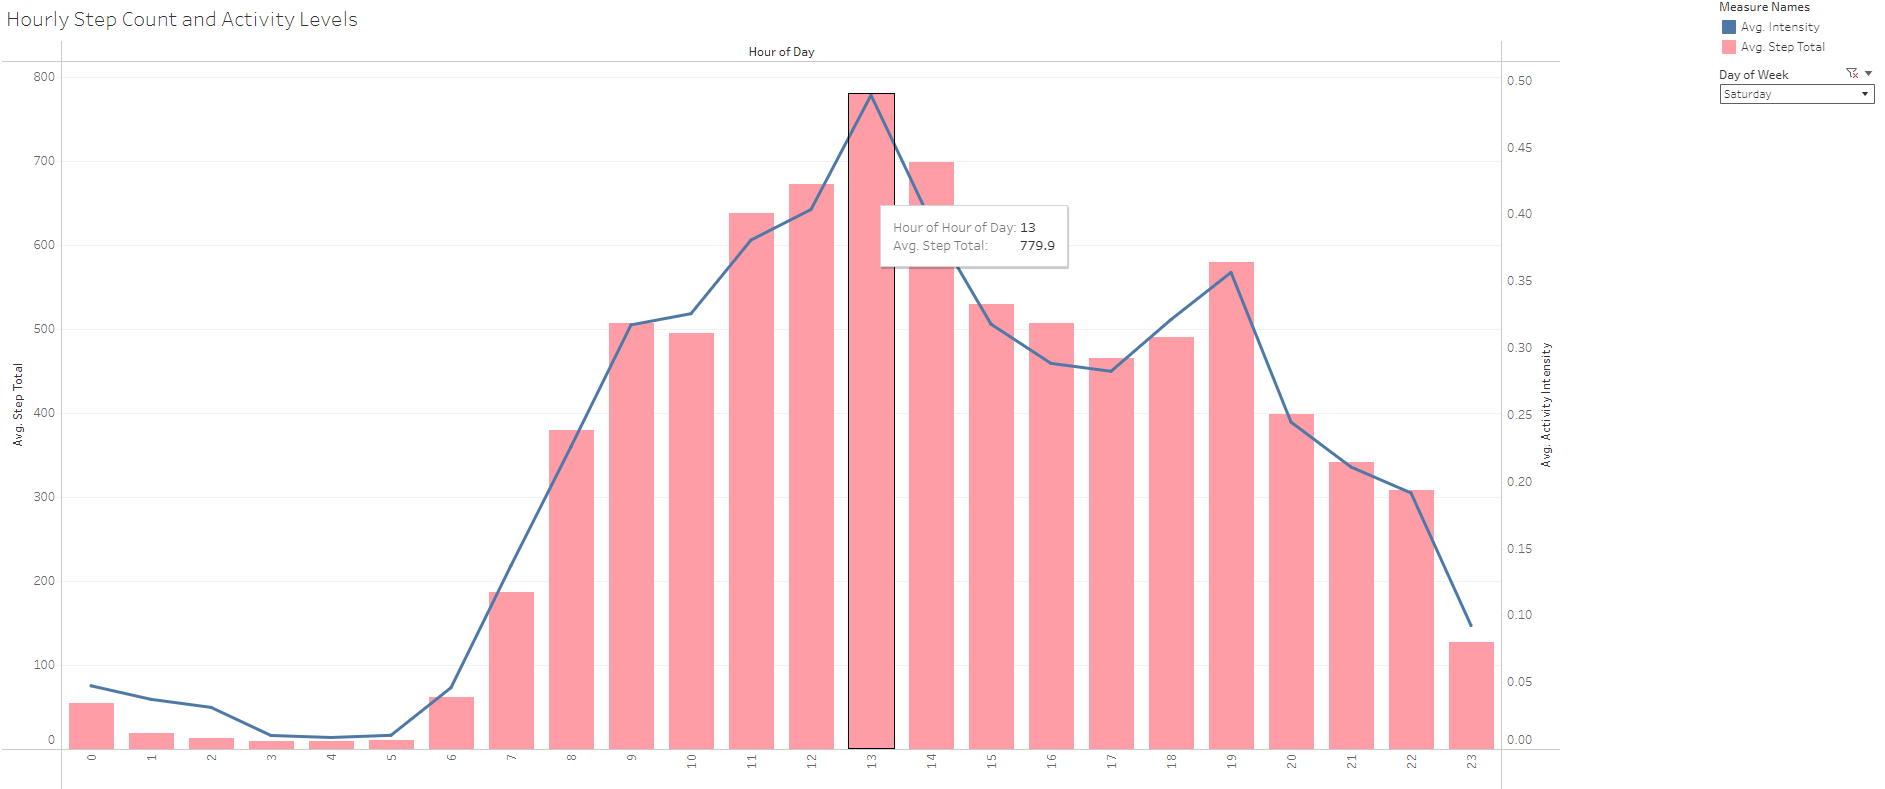 Hourly Step Count and Activity Levels
Measure Names
Avg. Intensity
Avg. Step Total
Day of Week
Saturday
Hour of Day
800
700
600
500
400
300
200
100
0
Avg. Step Total
0.50
0.45
0.40
0.35
0.30
0.25
0.20
0.15
0.10
0.05
0.00
Avg. Activity Intensity
Hour of Hour of Day: 13
Avg. Step Total: 779.9
0 1 2 3 4 5 6 7 8 9 10 11 12 13 14 15 16 17 18 19 20 21 22 23